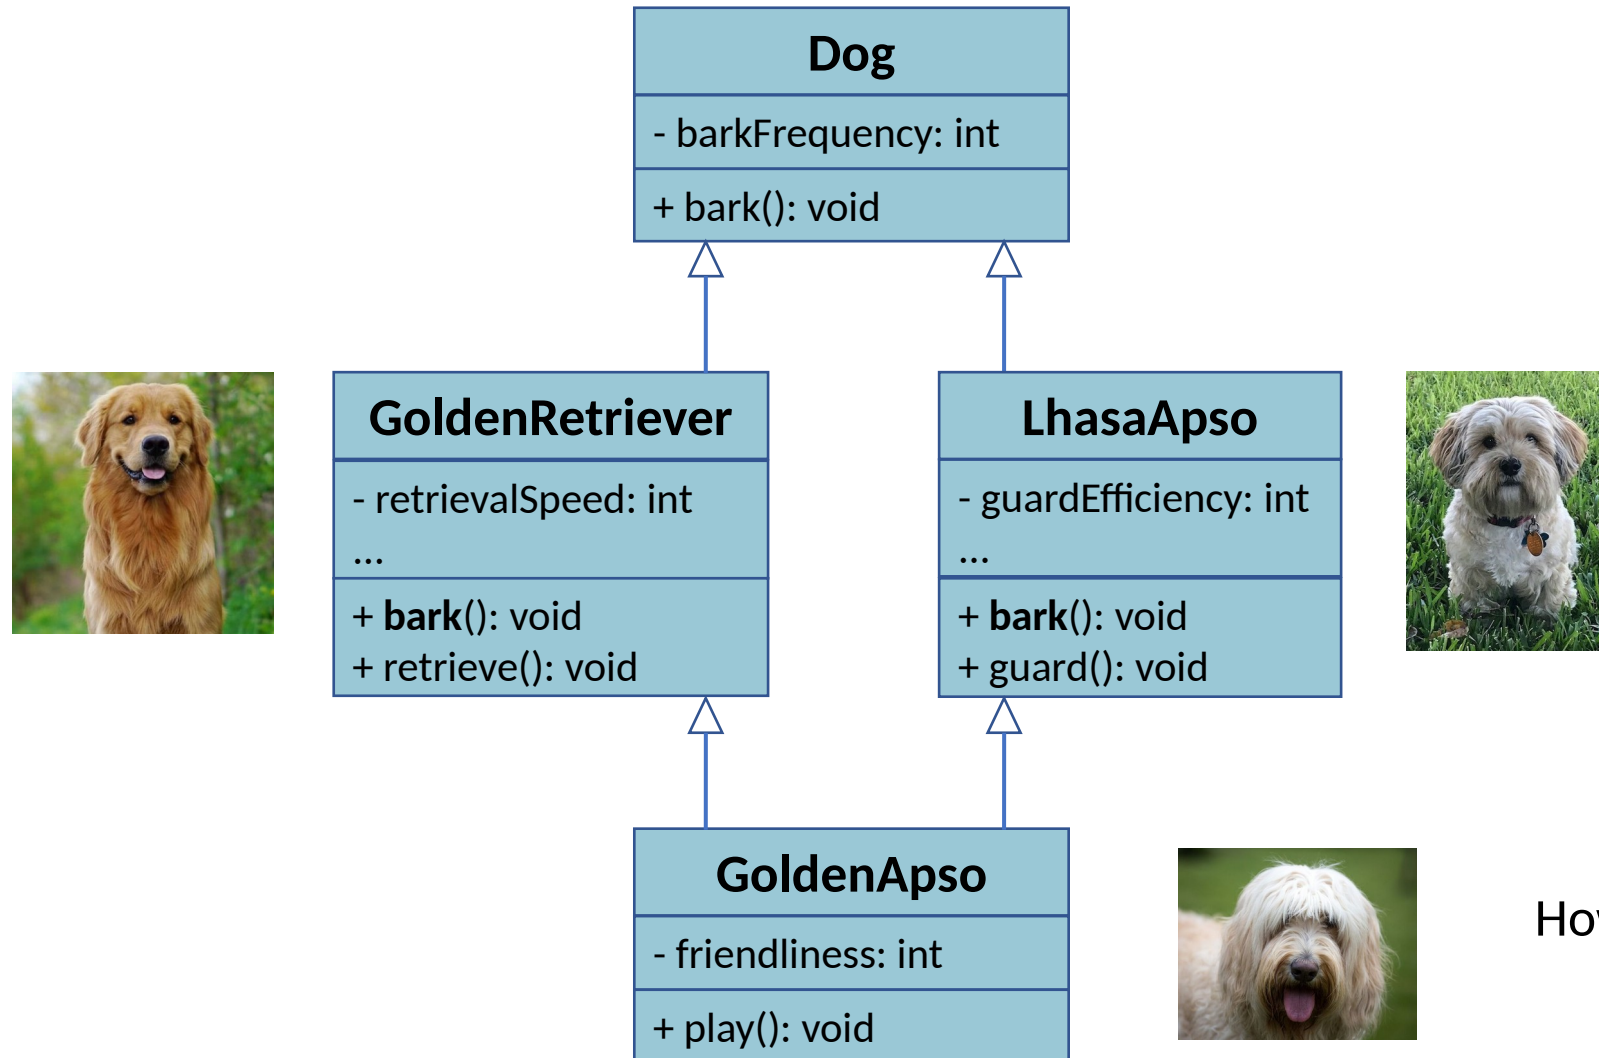 Dog
- barkFrequency: int
+ bark(): void
GoldenRetriever
- retrievalSpeed: int
...
+ bark(): void
+ retrieve(): void
LhasaApso
- guardEfficiency: int
...
+ bark(): void
+ guard(): void
GoldenApso
- friendliness: int
+ play(): void